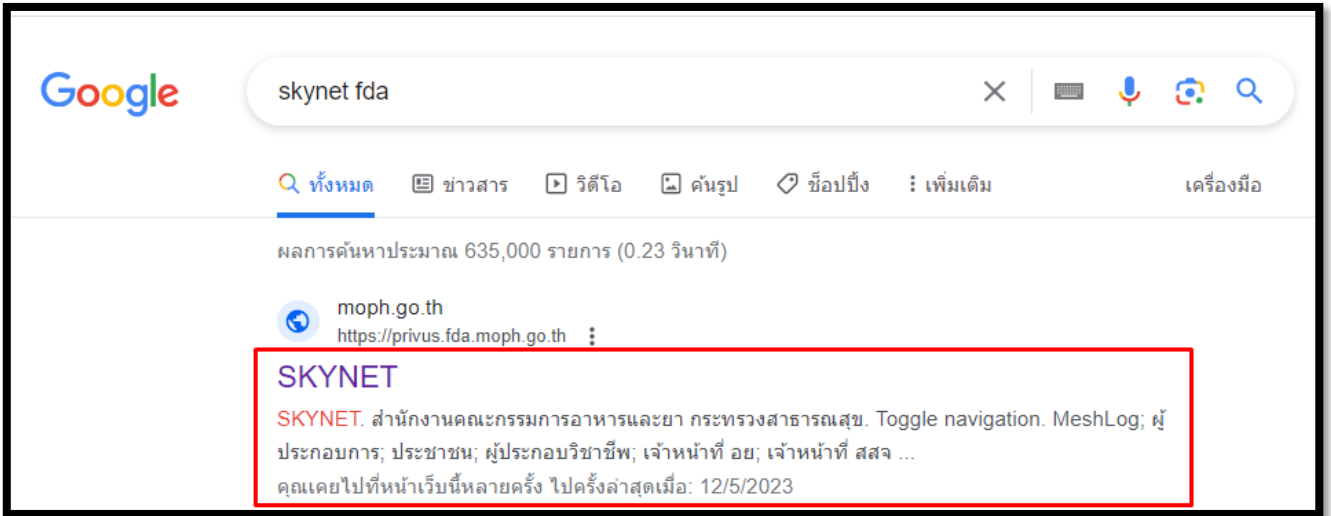 Google
skynet fda
ทั้งหมด ข่าวสาร วิดีโอ ค้นรูป ช็อปปิ้ง เพิ่มเติม เครื่องมือ
ผลการค้นหาประมาณ 635,000 รายการ (0.23 วินาที)
moph.go.th
https://privus.fda.moph.go.th
SKYNET
SKYNET. สำนักงานคณะกรรมการอาหารและยา กระทรวงสาธารณสุข. Toggle navigation. MeshLog; ผู้
ประกอบการ; ประชาชน; ผู้ประกอบวิชาชีพ; เจ้าหน้าที่ อย; เจ้าหน้าที่ สสจ ...
คุณเคยไปที่หน้าเว็บนี้หลายครั้ง ไปครั้งล่าสุดเมื่อ: 12/5/2023